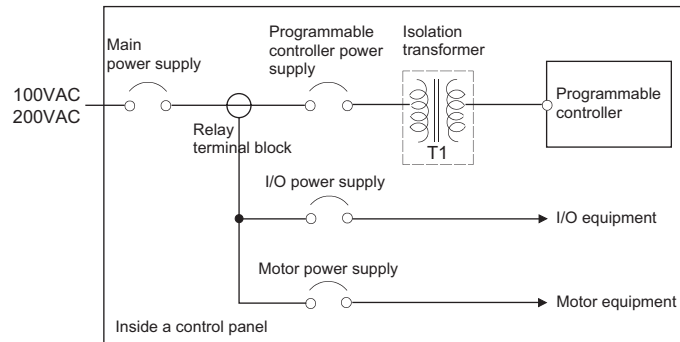 Main
power supply
Programmable
controller power
supply
Isolation
transformer
100VAC
200VAC
Relay
terminal block
T1
Programmable
controller
I/O power supply
I/O equipment
Motor power supply
Motor equipment
Inside a control panel